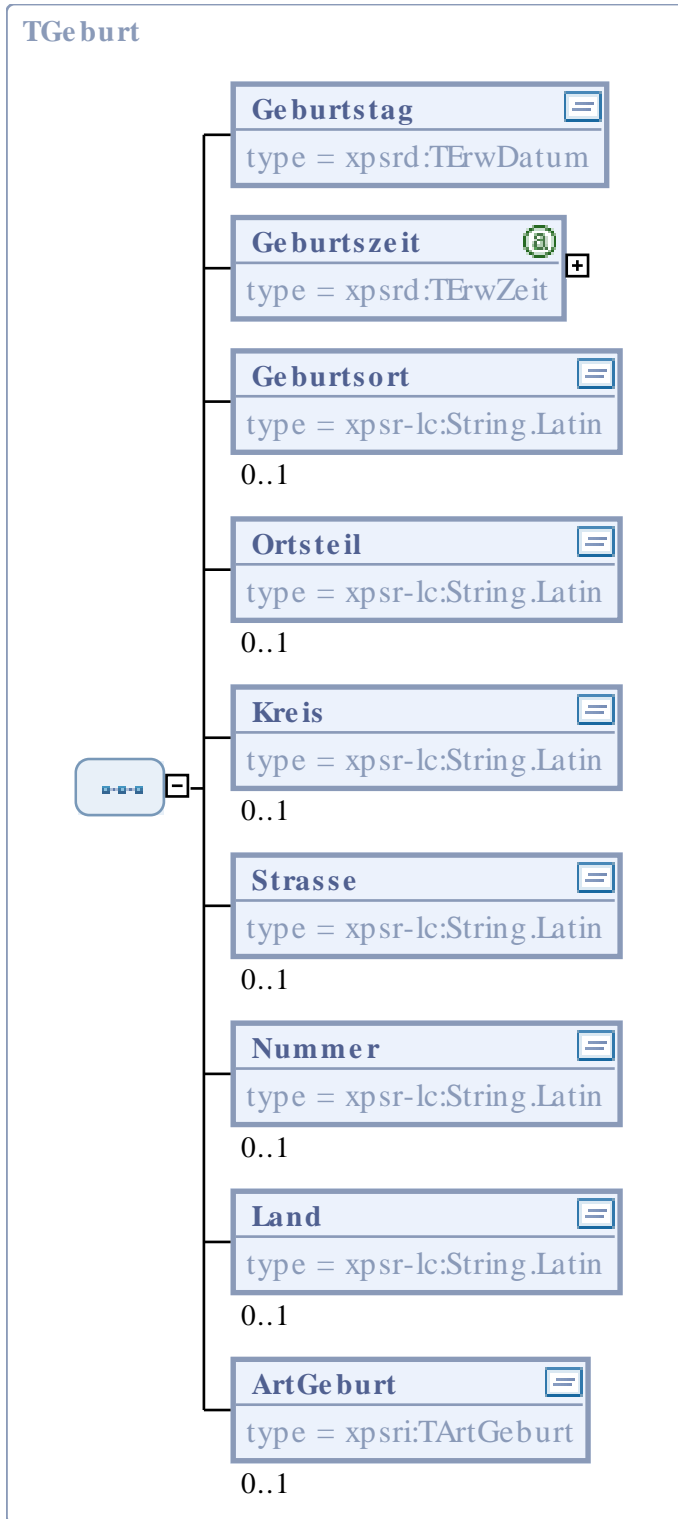 TGeburt
Geburtstag
type = xpsrd:TErwDatum
Geburtszeit
type = xpsrd:TErwZeit
Geburtsort
type = xpsr-lc:String.Latin
0..1
Ortsteil
type = xpsr-lc:String.Latin
0..1
Kreis
type = xpsr-lc:String.Latin
0..1
Strasse
type = xpsr-lc:String.Latin
0..1
Nummer
type = xpsr-lc:String.Latin
0..1
Land
type = xpsr-lc:String.Latin
0..1
ArtGeburt
type = xpsri:TArtGeburt
0..1